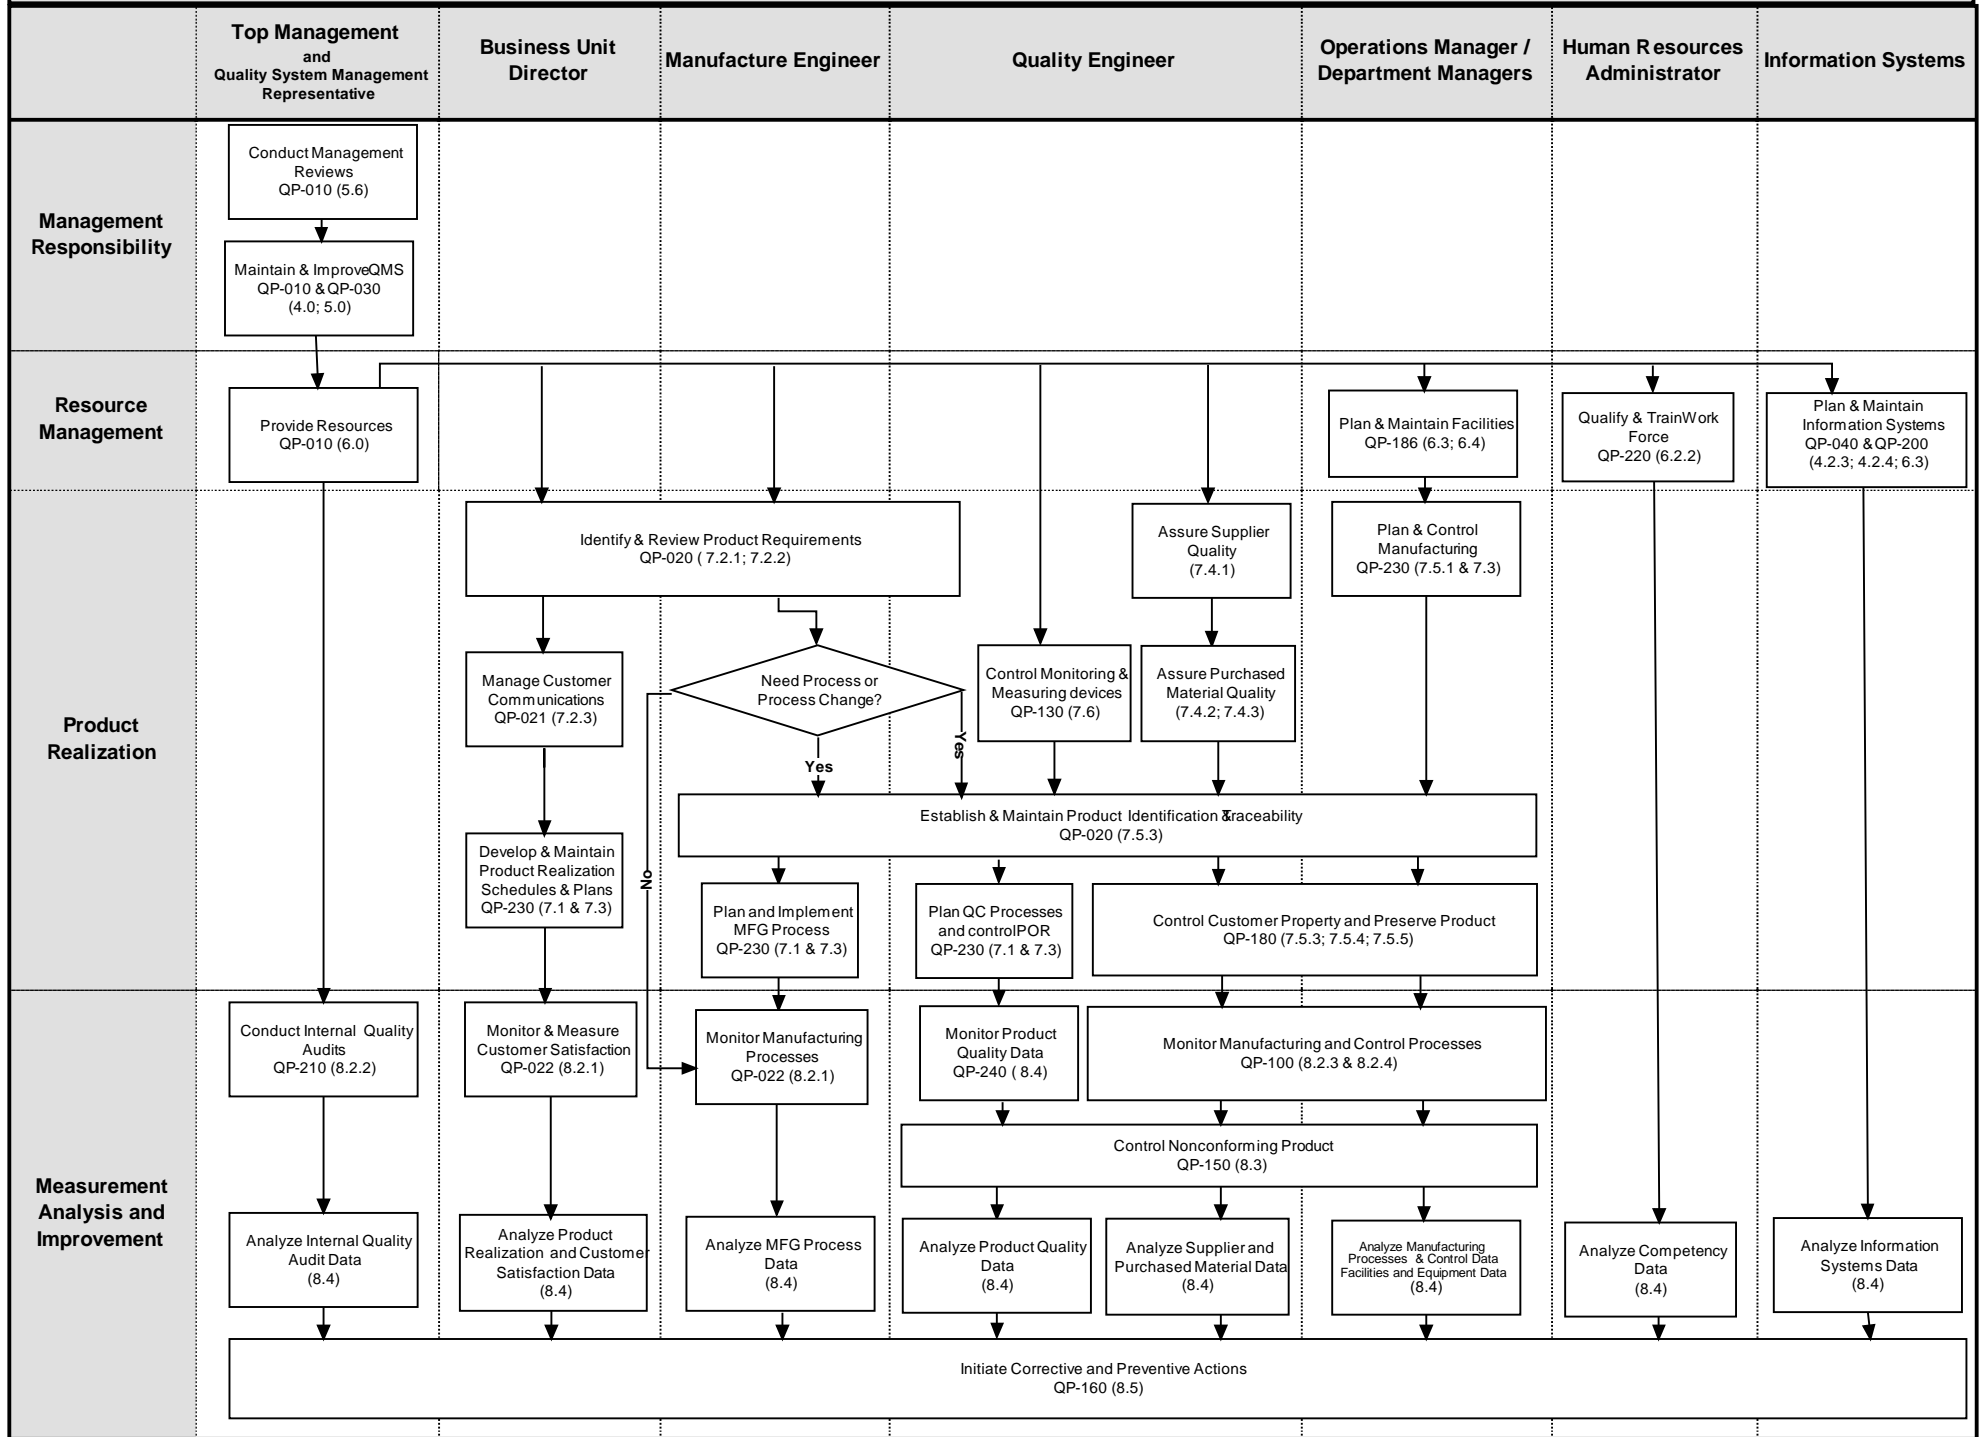 Top Management
and
Quality System Management
Representative
Business Unit
Director
Manufacture Engineer
Quality Engineer
Operations Manager /
Department Managers
Human Resources
Administrator
Information Systems
Management
Responsibility
Conduct Management
Reviews
QP-010 (5.6)
Maintain & ImproveQMS
QP-010 & QP-030
(4.0; 5.0)
Resource
Management
Provide Resources
QP-010 (6.0)
Plan & Maintain Facilities
QP-186 (6.3; 6.4)
Qualify & TrainWork
Force
QP-220 (6.2.2)
Plan & Maintain
Information Systems
QP-040 & QP-200
(4.2.3; 4.2.4; 6.3)
Product
Realization
Identify & Review Product Requirements
QP-020 ( 7.2.1; 7.2.2)
Assure Supplier
Quality
(7.4.1)
Plan & Control
Manufacturing
QP-230 (7.5.1 & 7.3)
Manage Customer
Communications
QP-021 (7.2.3)
Need Process or
Process Change?
Control Monitoring &
Measuring devices
QP-130 (7.6)
Assure Purchased
Material Quality
(7.4.2; 7.4.3)
Yes
Yes
No
Establish & Maintain Product Identification & Traceability
QP-020 (7.5.3)
Develop & Maintain
Product Realization
Schedules & Plans
QP-230 (7.1 & 7.3)
Plan and Implement
MFG Process
QP-230 (7.1 & 7.3)
Plan QC Processes
and controlPOR
QP-230 (7.1 & 7.3)
Control Customer Property and Preserve Product
QP-180 (7.5.3; 7.5.4; 7.5.5)
Measurement
Analysis and
Improvement
Conduct Internal Quality
Audits
QP-210 (8.2.2)
Monitor & Measure
Customer Satisfaction
QP-022 (8.2.1)
Monitor Manufacturing
Processes
QP-022 (8.2.1)
Monitor Product
Quality Data
QP-240 ( 8.4)
Monitor Manufacturing and Control Processes
QP-100 (8.2.3 & 8.2.4)
Control Nonconforming Product
QP-150 (8.3)
Analyze Internal Quality
Audit Data
(8.4)
Analyze Product
Realization and Customer
Satisfaction Data
(8.4)
Analyze MFG Process
Data
(8.4)
Analyze Product Quality
Data
(8.4)
Analyze Supplier and
Purchased Material Data
(8.4)
Analyze Manufacturing
Processes & Control Data
Facilities and Equipment Data
(8.4)
Analyze Competency
Data
(8.4)
Analyze Information
Systems Data
(8.4)
Initiate Corrective and Preventive Actions
QP-160 (8.5)